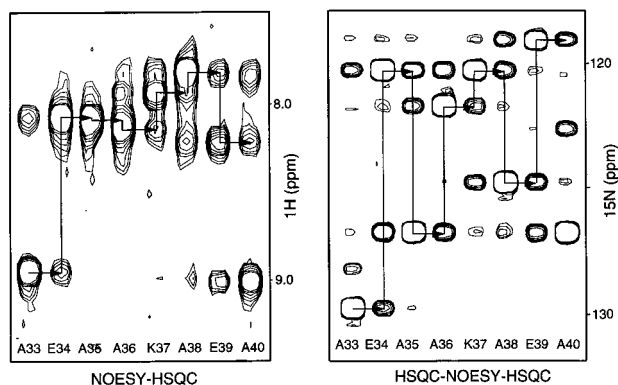 8.0
1H (ppm)
9.0
A33 E34 A35 A36 K37 A38 E39 A40
NOESY-HSQC
120
15N (ppm)
130
A33 E34 A35 A36 K37 A38 E39 A40
HSQC-NOESY-HSQC